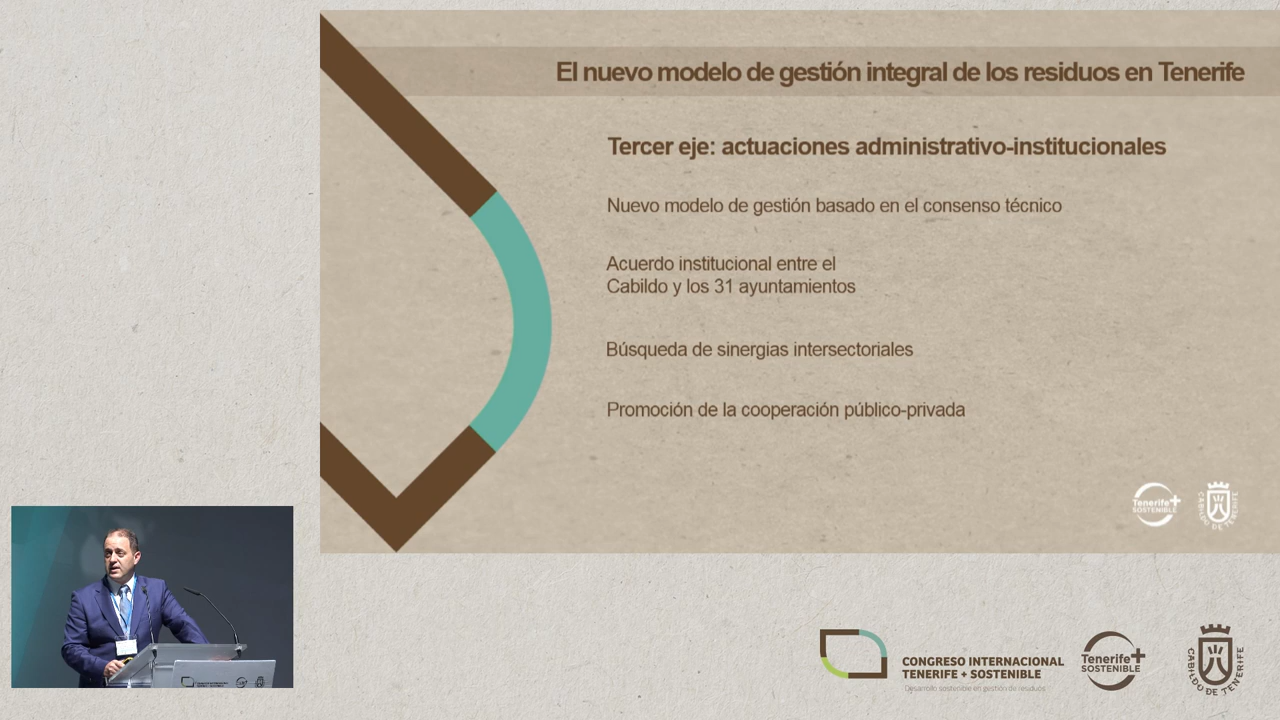 El nuevo modelo de gestión integral de los residuos en Tenerife
Tercer eje: actuaciones administrativo-institucionales
Nuevo modelo de gestión basado en el consenso técnico
Acuerdo institucional entre el
Cabildo y los 31 ayuntamientos
Búsqueda de sinergias intersectoriales
Promoción de la cooperación público-privada
Tenerife+
SOSTENIBLE
CABILDO DE TENERIFE
CONGRESO INTERNACIONAL
TENERIFE + SOSTENIBLE
Desarrollo sostenible en gestión de residuos
Tenerife+
SOSTENIBLE
CABILDO DE TENERIFE